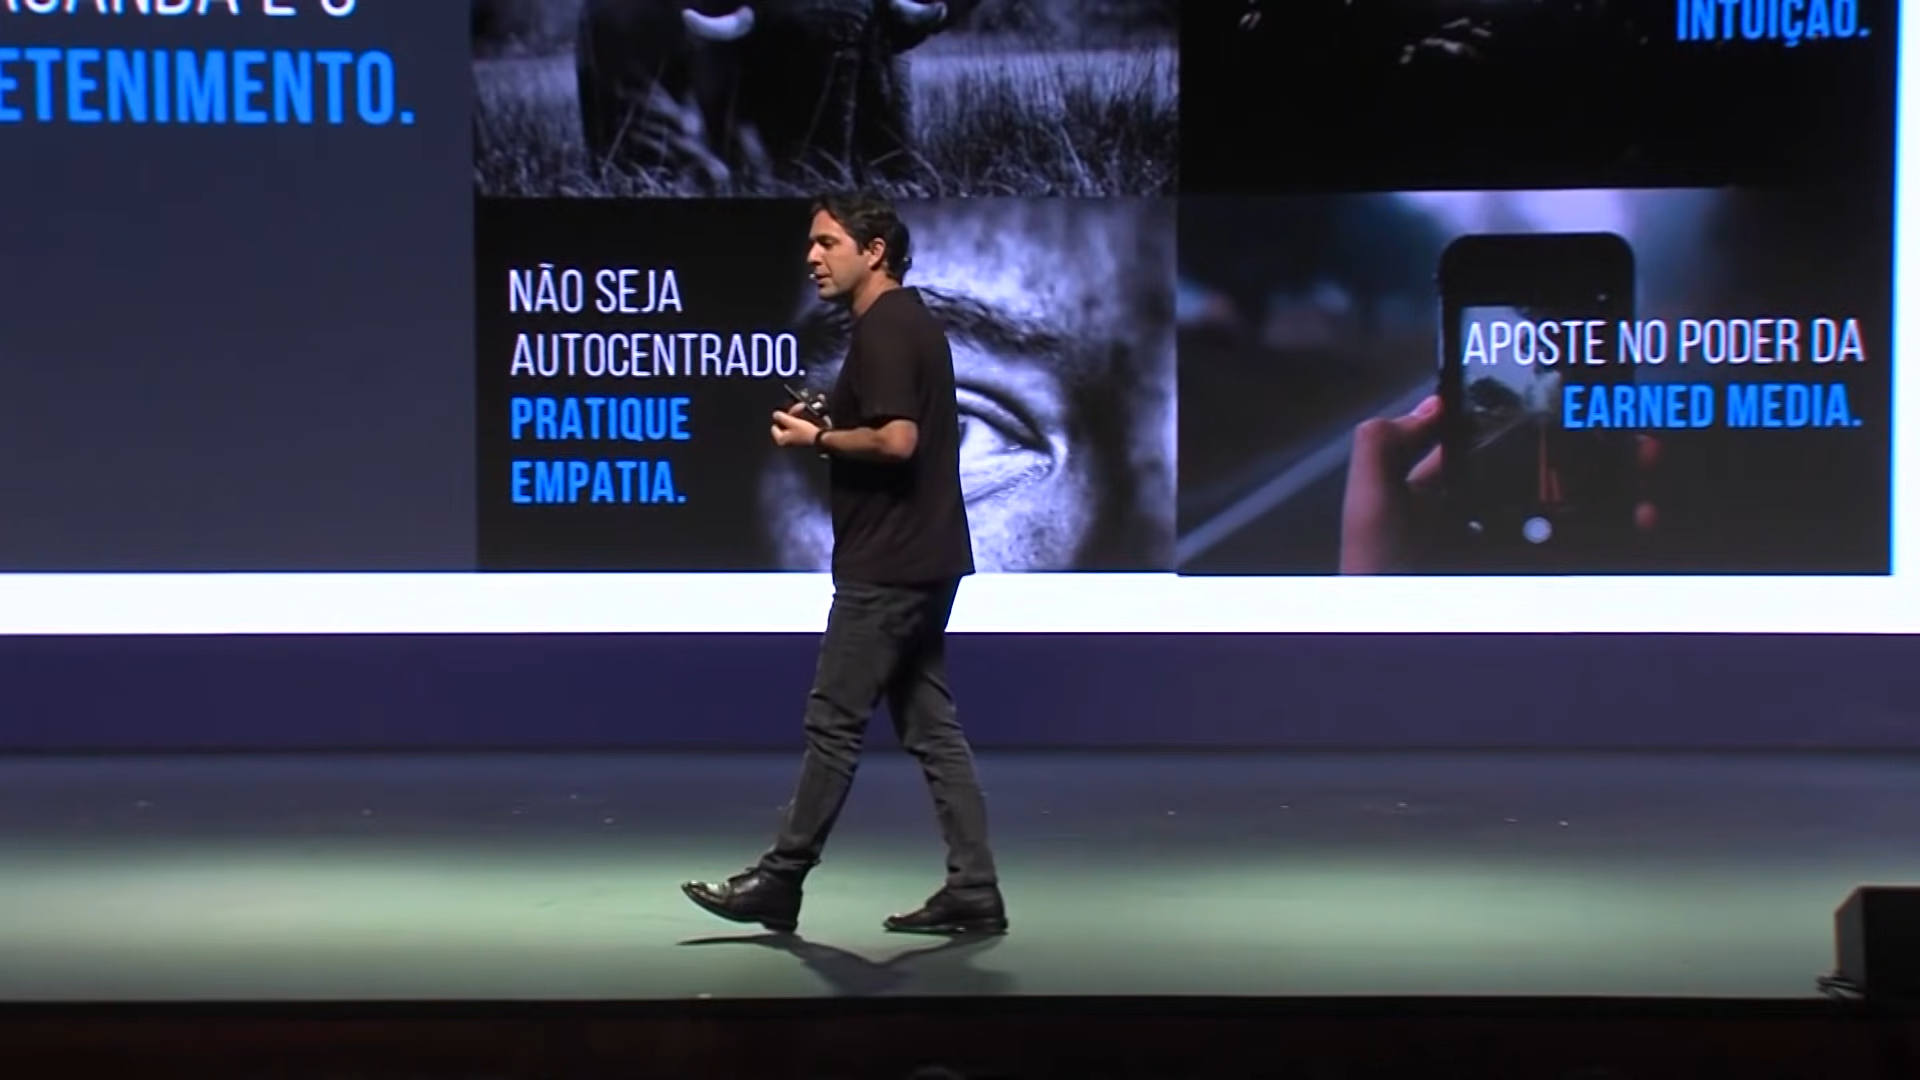 ETENIMENTO.
INTUIÇÃO.
NÃO SEJA
AUTOCENTRADO.
PRATIQUE
EMPATIA.
APOSTE NO PODER DA
EARNED MEDIA.